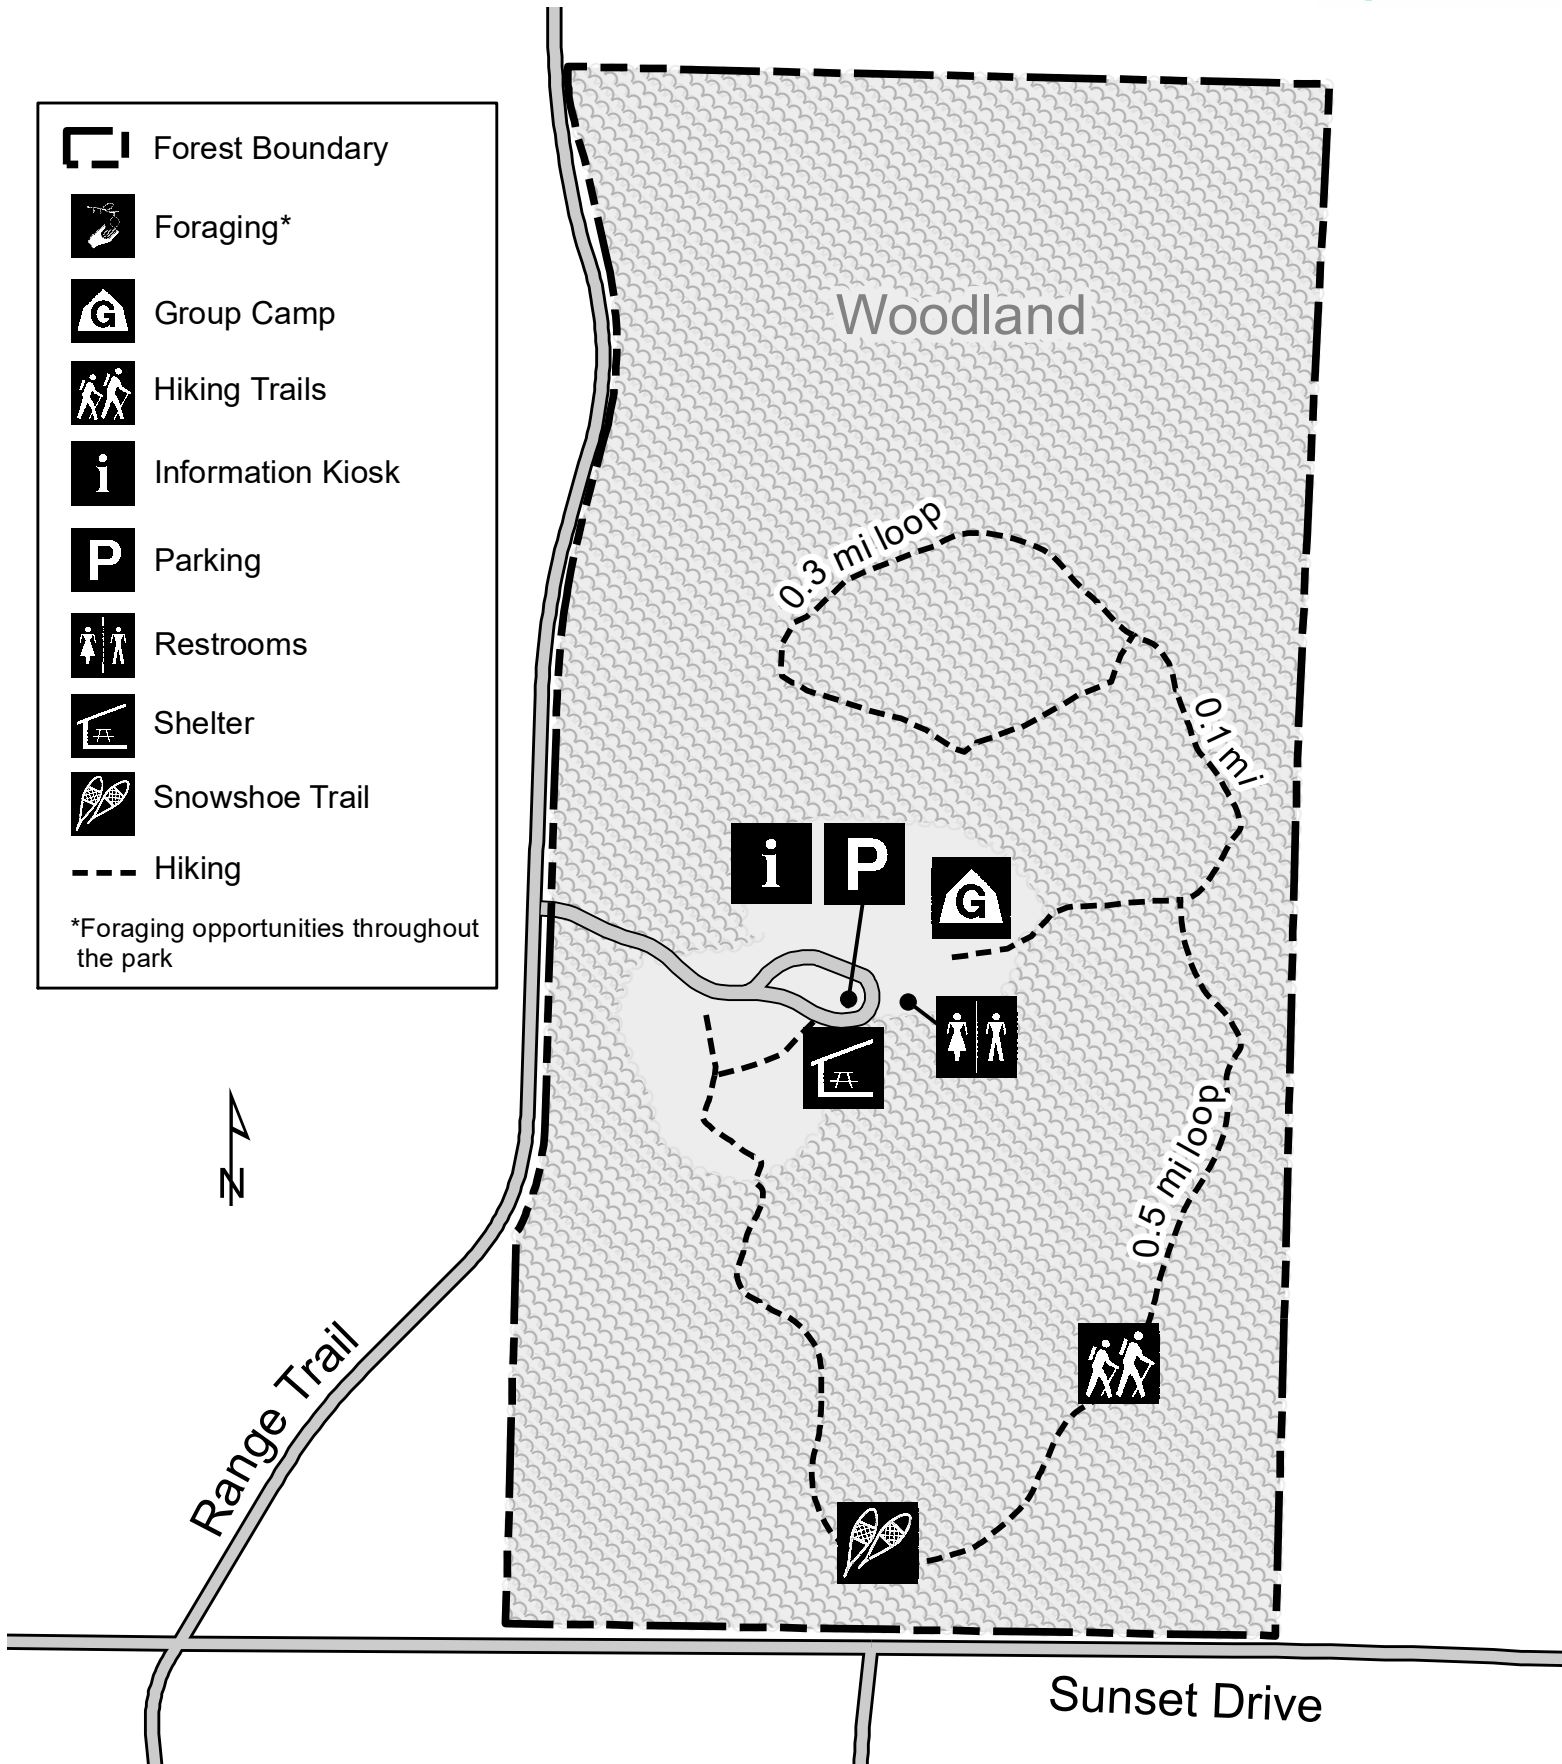 Forest Boundary
Foraging*
G
Group Camp
Hiking Trails
i
Information Kiosk
P
Parking
Restrooms
Shelter
Snowshoe Trail
Hiking
*Foraging opportunities throughout
the park
N
Woodland
0.3 mi loop
0.1 mi
i
P
G
0.5 mi loop
Range Trail
Sunset Drive